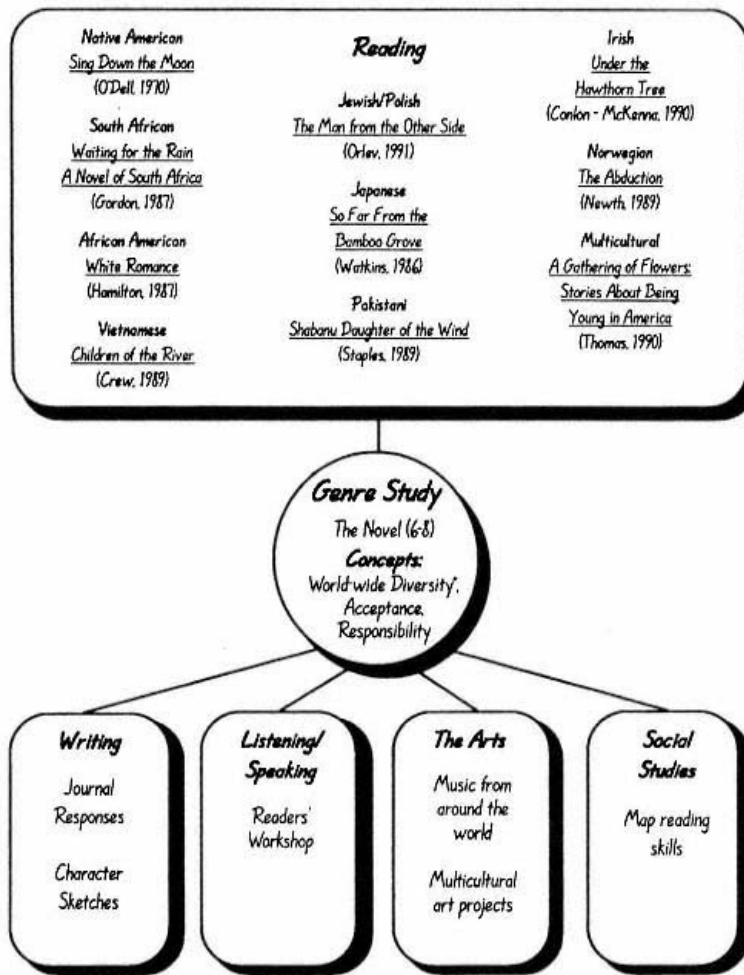 Native American
Sing Down the Moon
(O'Dell, 1970)
South African
Waiting for the Rain
A Novel of South Africa
(Gordon, 1987)
African American
White Romance
(Hamilton, 1987)
Vietnamese
Children of the River
(Crew, 1989)
Reading
Jewish/Polish
The Man from the Other Side
(Orlev, 1991)
Japanese
So Far From the
Bamboo Grove
(Watkins, 1986)
Pakistani
Shabanu Daughter of the Wind
(Staples, 1989)
Irish
Under the
Hawthorn Tree
(Conlon - McKenna, 1990)
Norwegian
The Abduction
(Newth, 1989)
Multicultural
A Gathering of Flowers:
Stories About Being
Young in America
(Thomas, 1990)
Genre Study
The Novel (6-8)
Concepts:
World-wide Diversity*,
Acceptance,
Responsibility
Writing
Journal
Responses
Character
Sketches
Listening/
Speaking
Readers'
Workshop
The Arts
Music from
around the
world
Multicultural
art projects
Social
Studies
Map reading
skills